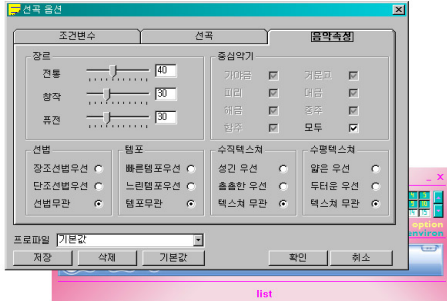 선곡 옵션
조건변수 선곡 음악속성
장르
전통 40
창작 30
퓨전 30
중심악기
가야금 거문고
피리 대금
해금 중주
합주 모두
선법
장조선법우선
단조선법우선
선법무관
템포
빠른템포우선
느린템포우선
템포무관
수직텍스쳐
성긴 우선
촘촘한 우선
텍스쳐 무관
수평텍스쳐
얇은 우선
두터운 우선
텍스쳐 무관
프로파일 기본값
저장 삭제 기본값 확인 취소
option
environ
list